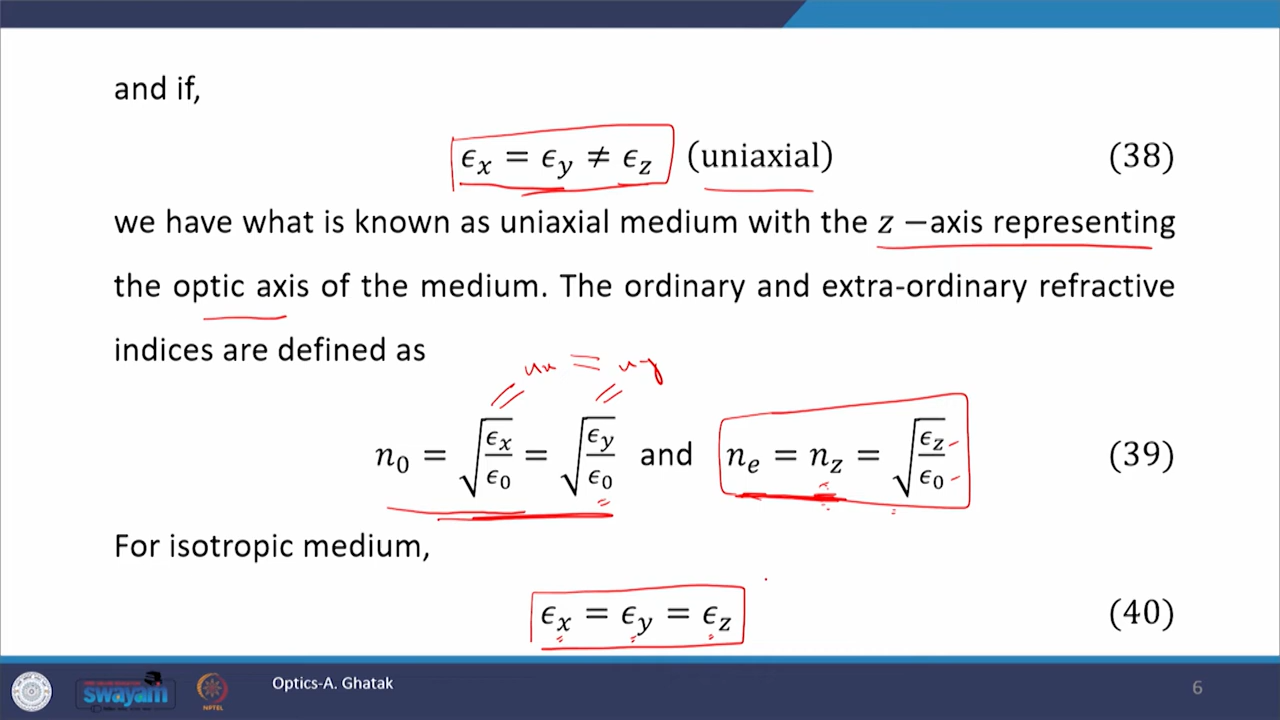 and if,
ϵx = ϵy ≠ ϵz (uniaxial) (38)
we have what is known as uniaxial medium with the z −axis representing
the optic axis of the medium. The ordinary and extra-ordinary refractive
indices are defined as
nx = ny
n0 = √(ϵx/ϵ0) = √(ϵy/ϵ0) and ne = nz = √(ϵz/ϵ0) (39)
For isotropic medium,
ϵx = ϵy = ϵz (40)
swayam
NPTEL
Optics-A. Ghatak
6